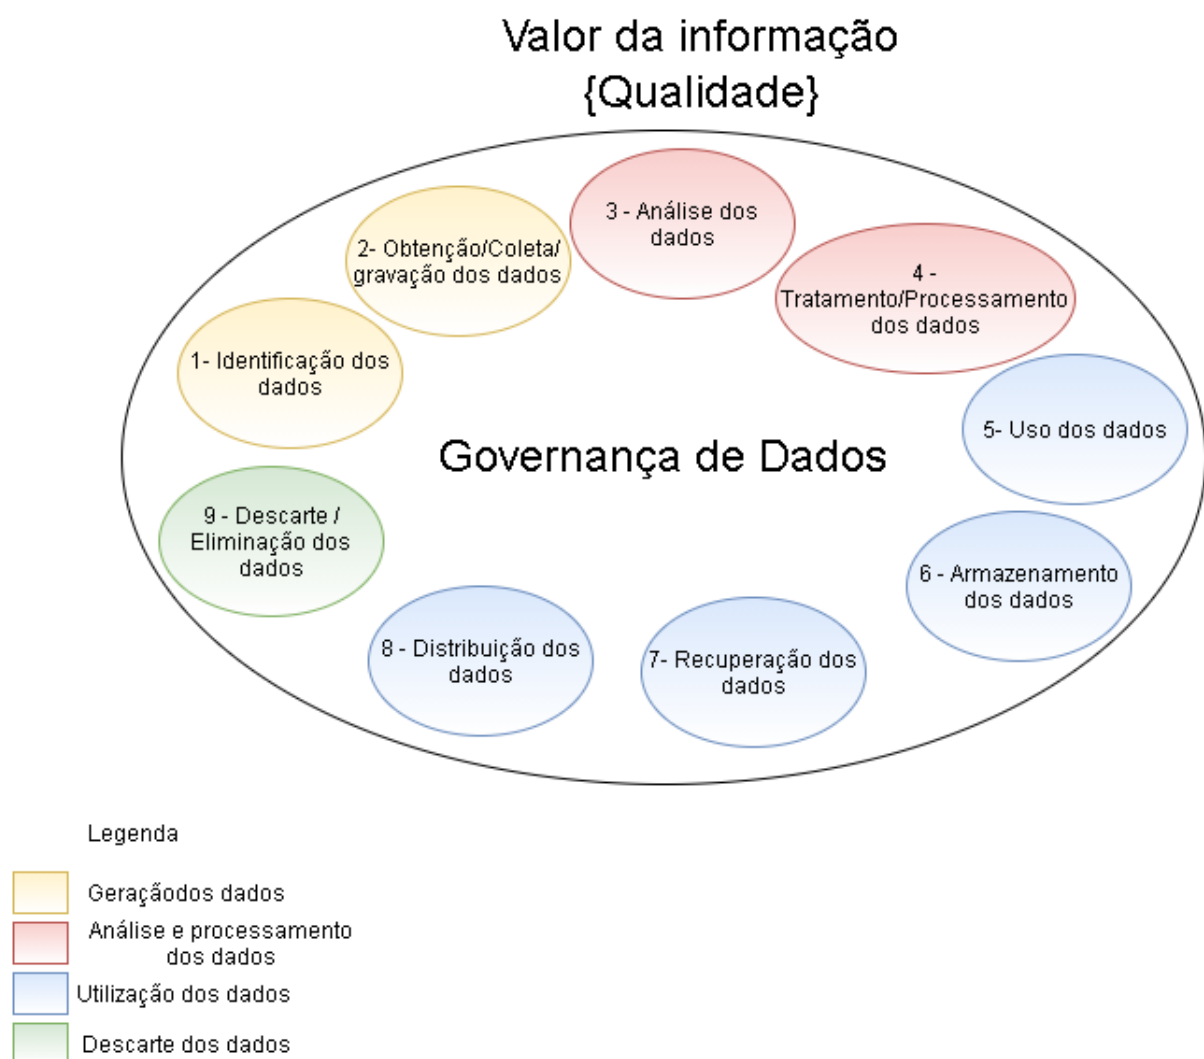 Valor da informação
{Qualidade}
3 - Análise dos
dados
2- Obtenção/Coleta/
gravação dos dados
4 -
Tratamento/Processamento
dos dados
1- Identificação dos
dados
5- Uso dos dados
Governança de Dados
9 - Descarte /
Eliminação dos
dados
6 - Armazenamento
dos dados
8 - Distribuição dos
dados
7- Recuperação dos
dados
Legenda
Geraçãodos dados
Análise e processamento
dos dados
Utilização dos dados
Descarte dos dados